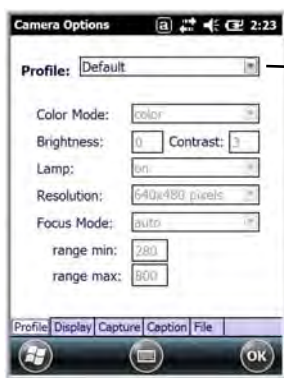 Camera Options 2:23
Profile: Default
Color Mode: color
Brightness: 0 Contrast: 3
Lamp: on
Resolution: 640x480 pixels
Focus Mode: auto
range min: 280
range max: 800
Profile Display Capture Caption File
OK